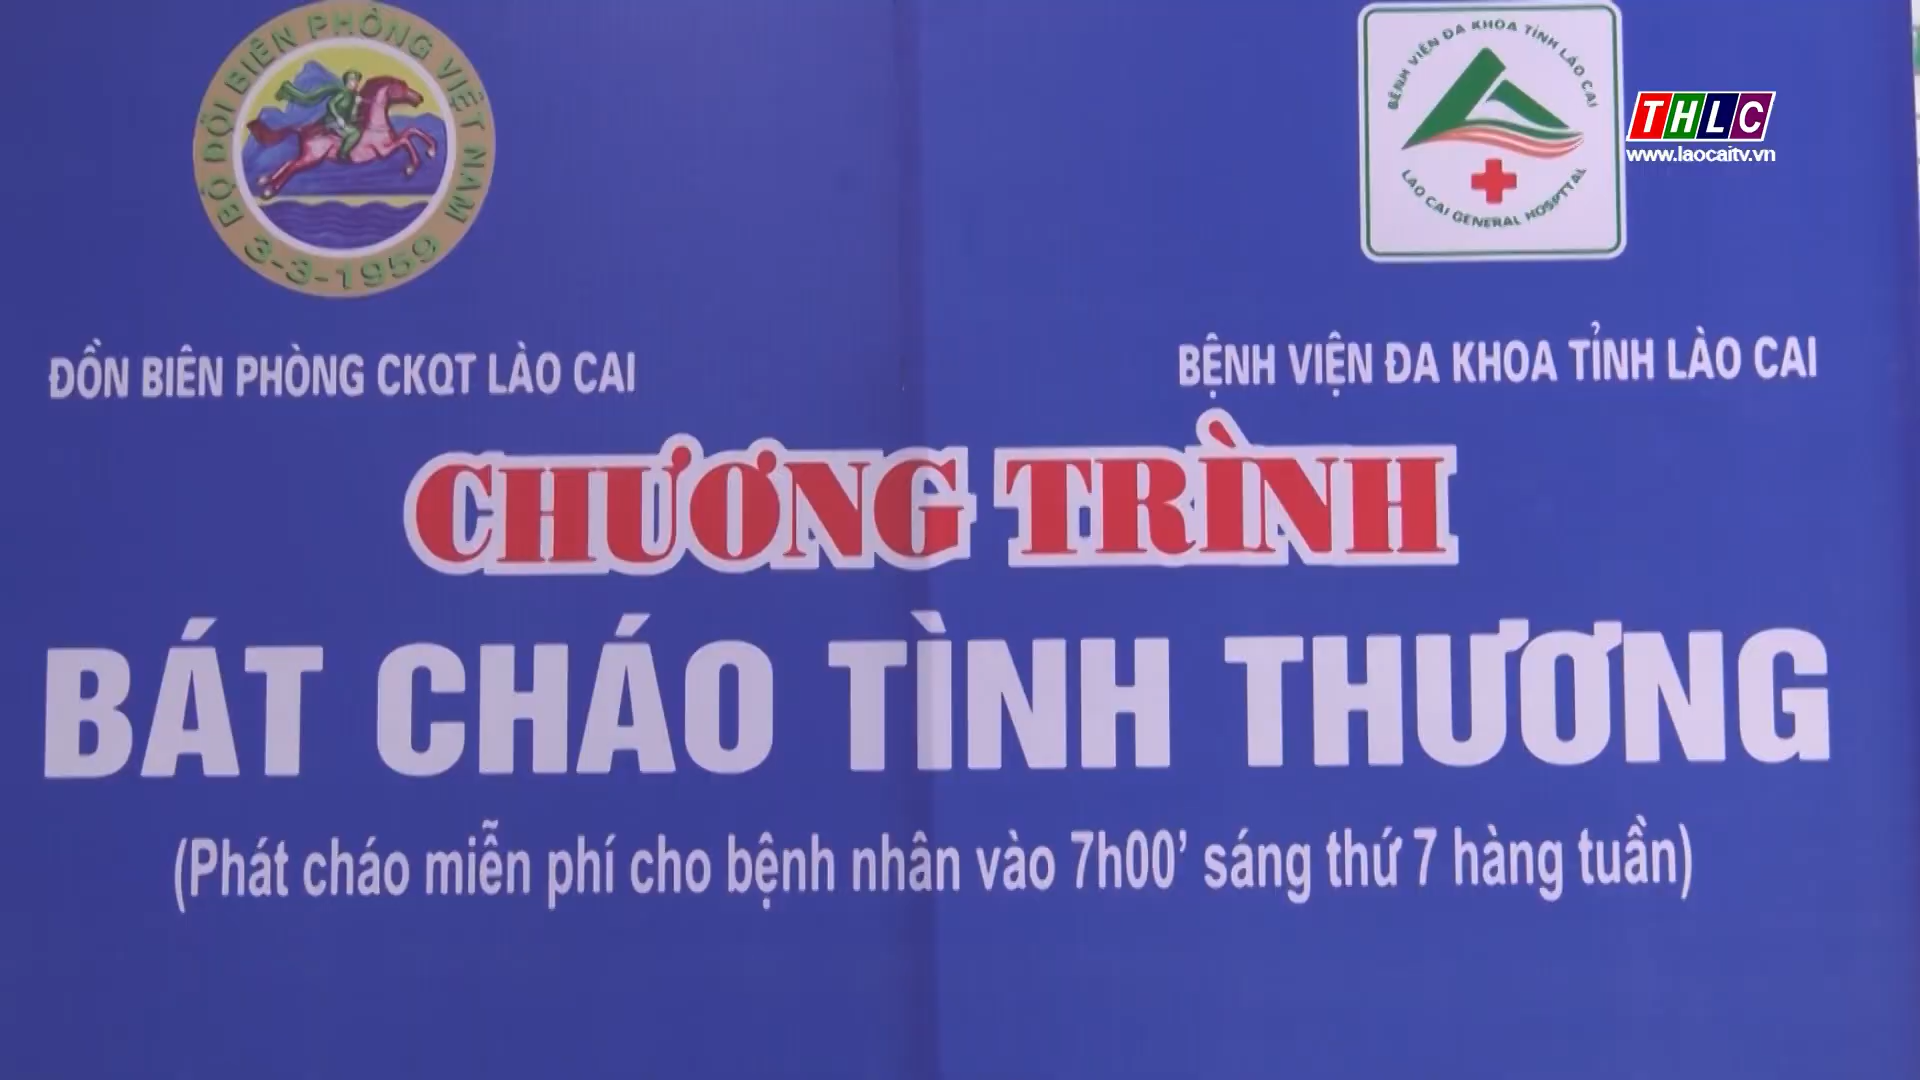 BỘ ĐỘI BIÊN PHÒNG VIỆT NAM
3-3-1959
BỆNH VIỆN ĐA KHOA TỈNH LÀO CAI
LAO CAI GENERAL HOSPTTAL
THLC
www.laocaitv.vn
ĐỒN BIÊN PHÒNG CKQT LÀO CAI
BỆNH VIỆN ĐA KHOA TỈNH LÀO CAI
CHƯƠNG TRÌNH
BÁT CHÁO TÌNH THƯƠNG
(Phát cháo miễn phí cho bệnh nhân vào 7h00’ sáng thứ 7 hàng tuần)